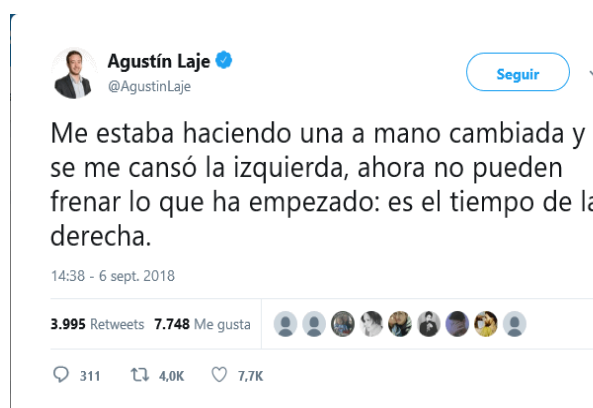 Agustín Laje
@AgustinLaje
Seguir
Me estaba haciendo una a mano cambiada y
se me cansó la izquierda, ahora no pueden
frenar lo que ha empezado: es el tiempo de la
derecha.
14:38 - 6 sept. 2018
3.995 Retweets 7.748 Me gusta
311 4,0K 7,7K